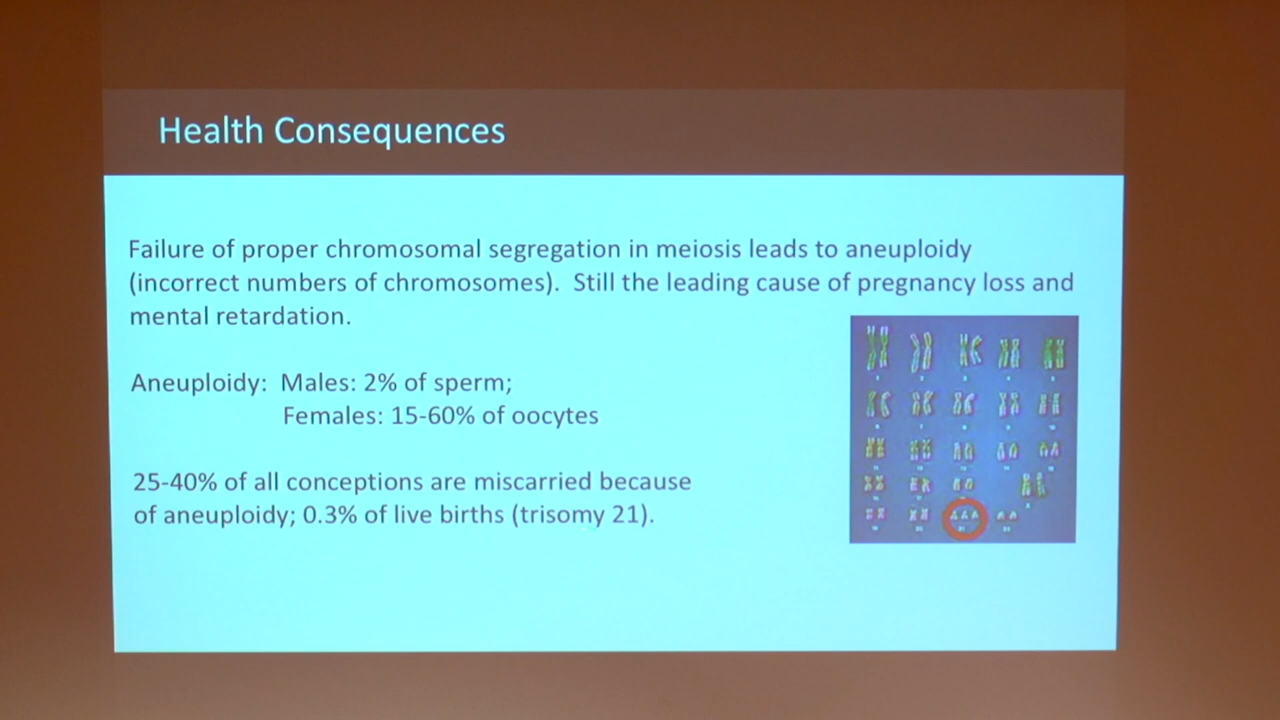 Health Consequences
Failure of proper chromosomal segregation in meiosis leads to aneuploidy
(incorrect numbers of chromosomes).  Still the leading cause of pregnancy loss and
mental retardation.
Aneuploidy:  Males: 2% of sperm;
Females: 15-60% of oocytes
25-40% of all conceptions are miscarried because
of aneuploidy; 0.3% of live births (trisomy 21).